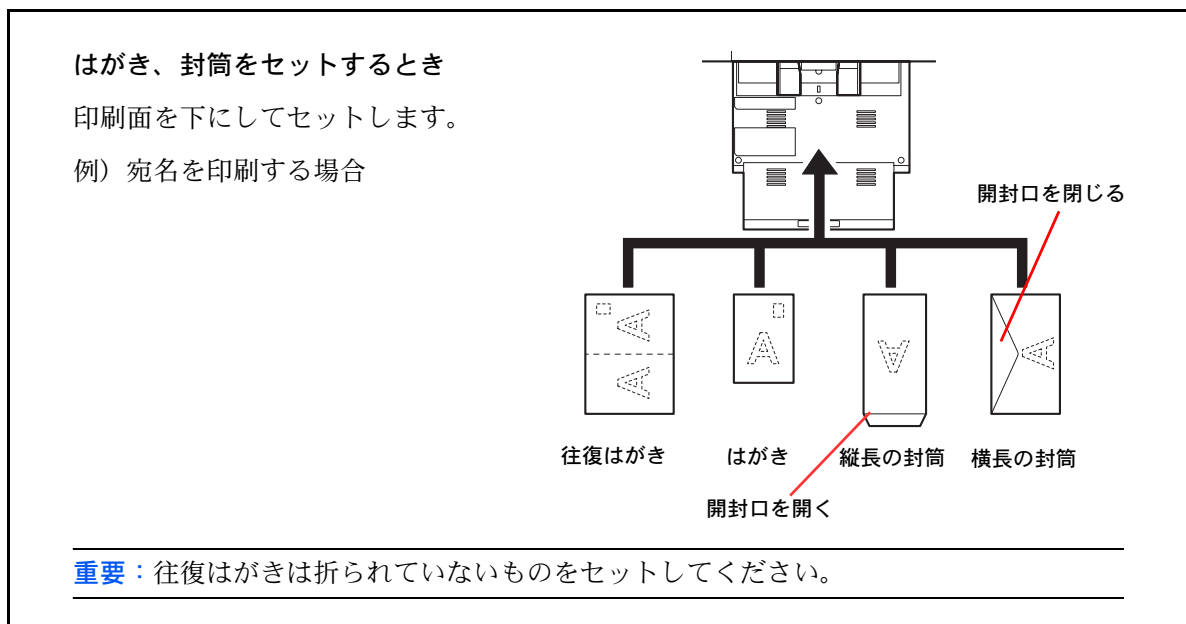 はがき、封筒をセットするとき
印刷面を下にしてセットします。
例）宛名を印刷する場合
開封口を閉じる
A
A
A
A
A
往復はがき
はがき
縦長の封筒
横長の封筒
開封口を開く
重要：往復はがきは折られていないものをセットしてください。